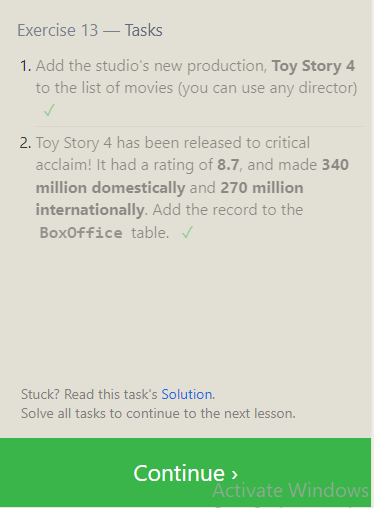 Exercise 13 — Tasks
1. Add the studio's new production, Toy Story 4
to the list of movies (you can use any director)
✓
2. Toy Story 4 has been released to critical
acclaim! It had a rating of 8.7, and made 340
million domestically and 270 million
internationally. Add the record to the
BoxOffice table. ✓
Stuck? Read this task's Solution.
Solve all tasks to continue to the next lesson.
Continue ›
Activate Windows